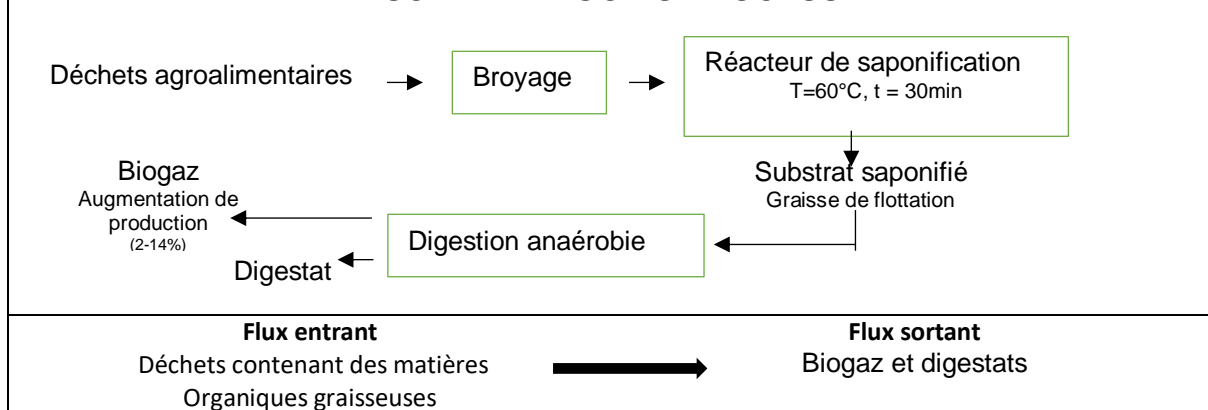 Déchets agroalimentaires
Broyage
Réacteur de saponification
T=60°C, t = 30min
Substrat saponifié
Graisse de flottation
Digestion anaérobie
Biogaz
Augmentation de
production
(2-14%)
Digestat
Flux entrant
Déchets contenant des matières
Organiques graisseuses
Flux sortant
Biogaz et digestats